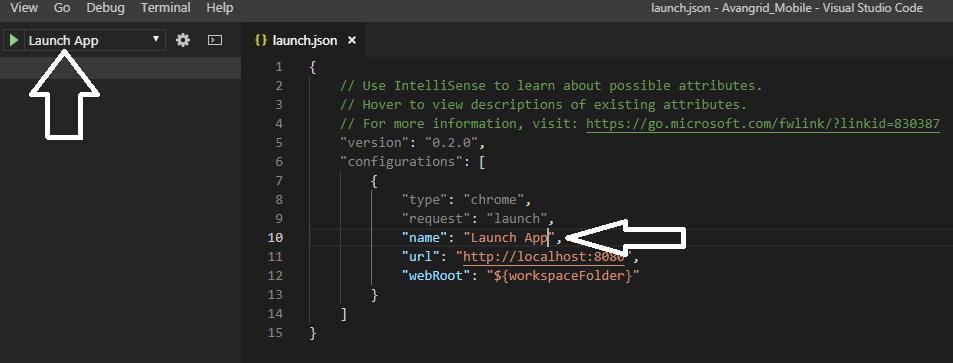 View Go Debug Terminal Help launch.json - Avangrid_Mobile - Visual Studio Code
Launch App
{} launch.json ×
1 {
2 // Use IntelliSense to learn about possible attributes.
3 // Hover to view descriptions of existing attributes.
4 // For more information, visit: https://go.microsoft.com/fwlink/?linkid=830387
5 "version": "0.2.0",
6 "configurations": [
7 {
8 "type": "chrome",
9 "request": "launch",
10 "name": "Launch App",
11 "url": "http://localhost:8080",
12 "webRoot": "${workspaceFolder}"
13 }
14 ]
15 }